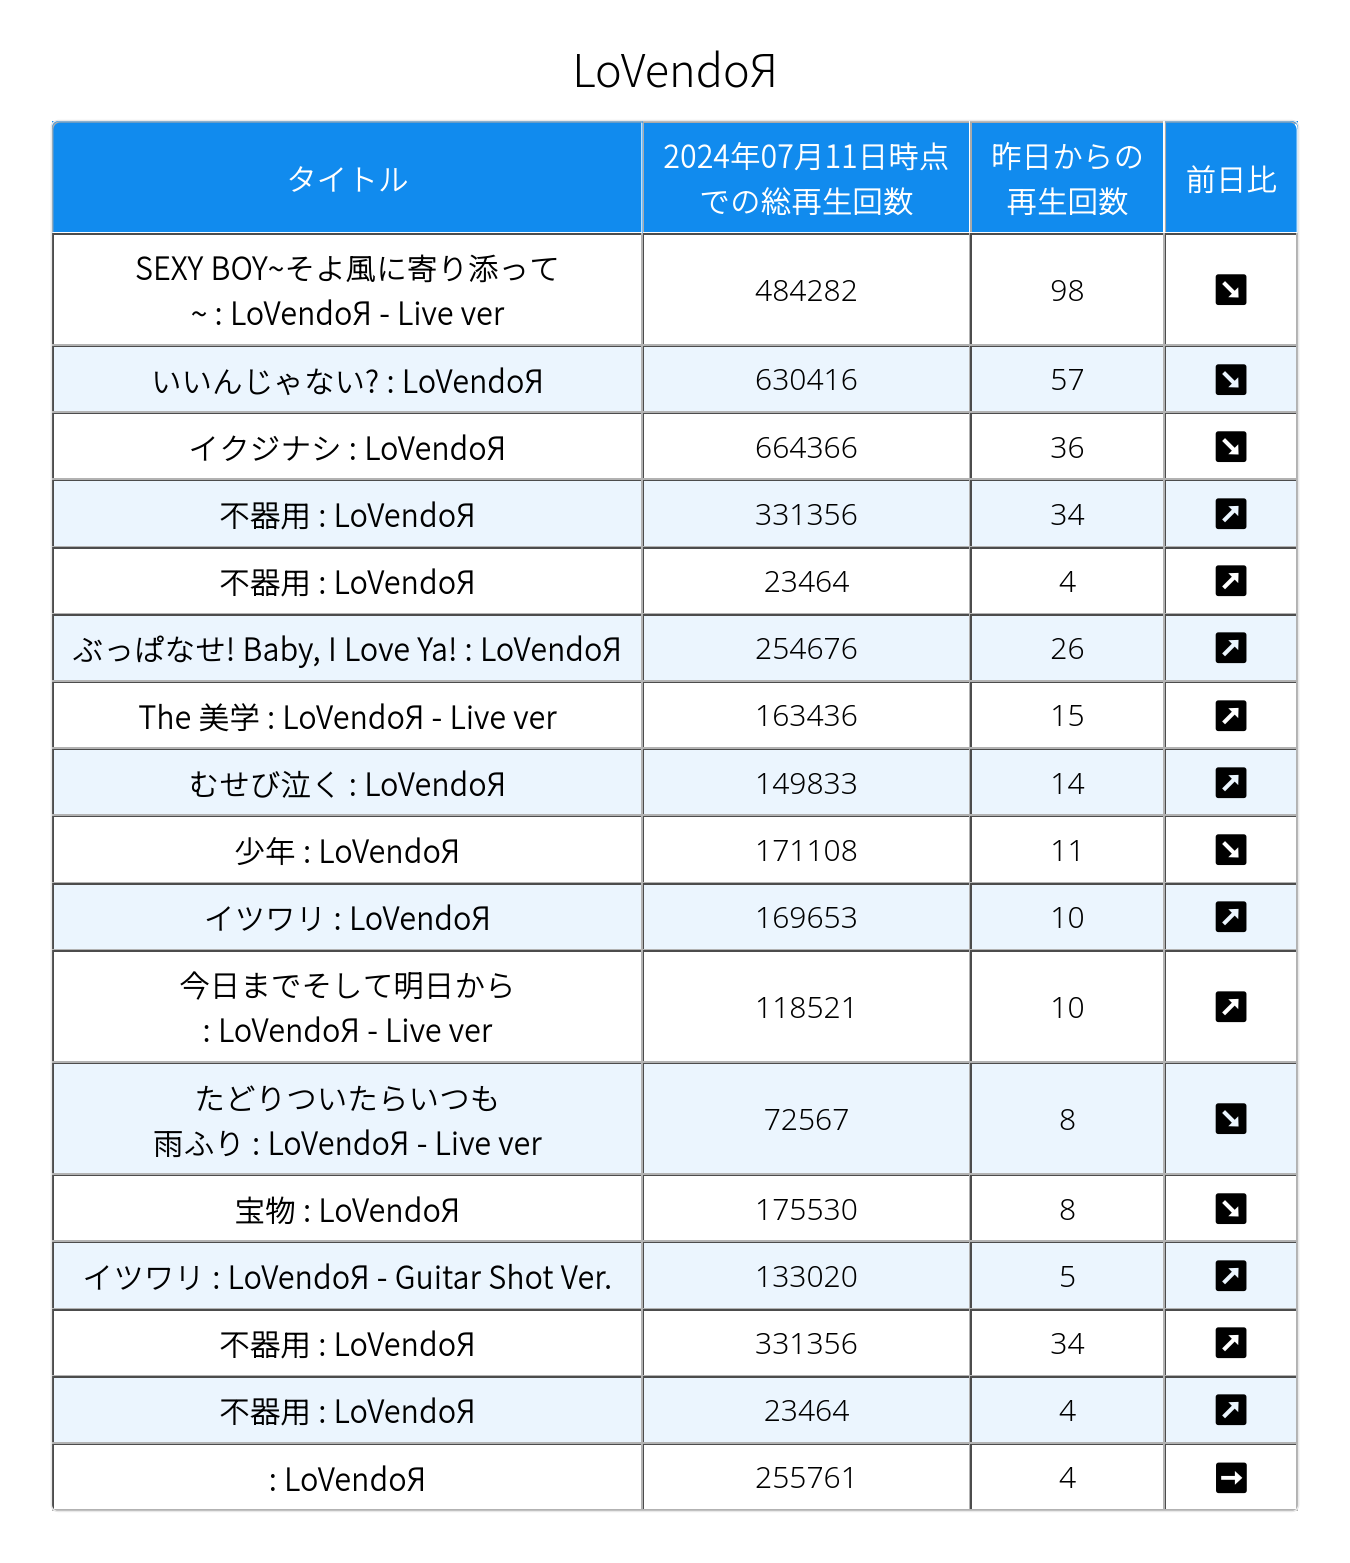 LoVendoЯ
タイトル
2024年07月11日時点
での総再生回数
昨日からの
再生回数
前日比
SEXY BOY~そよ風に寄り添って
~ : LoVendoЯ - Live ver
484282
98
いいんじゃない? : LoVendoЯ
630416
57
イクジナシ : LoVendoЯ
664366
36
不器用 : LoVendoЯ
331356
34
不器用 : LoVendoЯ
23464
4
ぶっぱなせ! Baby, I Love Ya! : LoVendoЯ
254676
26
The 美学 : LoVendoЯ - Live ver
163436
15
むせび泣く : LoVendoЯ
149833
14
少年 : LoVendoЯ
171108
11
イツワリ : LoVendoЯ
169653
10
今日までそして明日から
: LoVendoЯ - Live ver
118521
10
たどりついたらいつも
雨ふり : LoVendoЯ - Live ver
72567
8
宝物 : LoVendoЯ
175530
8
イツワリ : LoVendoЯ - Guitar Shot Ver.
133020
5
不器用 : LoVendoЯ
331356
34
不器用 : LoVendoЯ
23464
4
: LoVendoЯ
255761
4